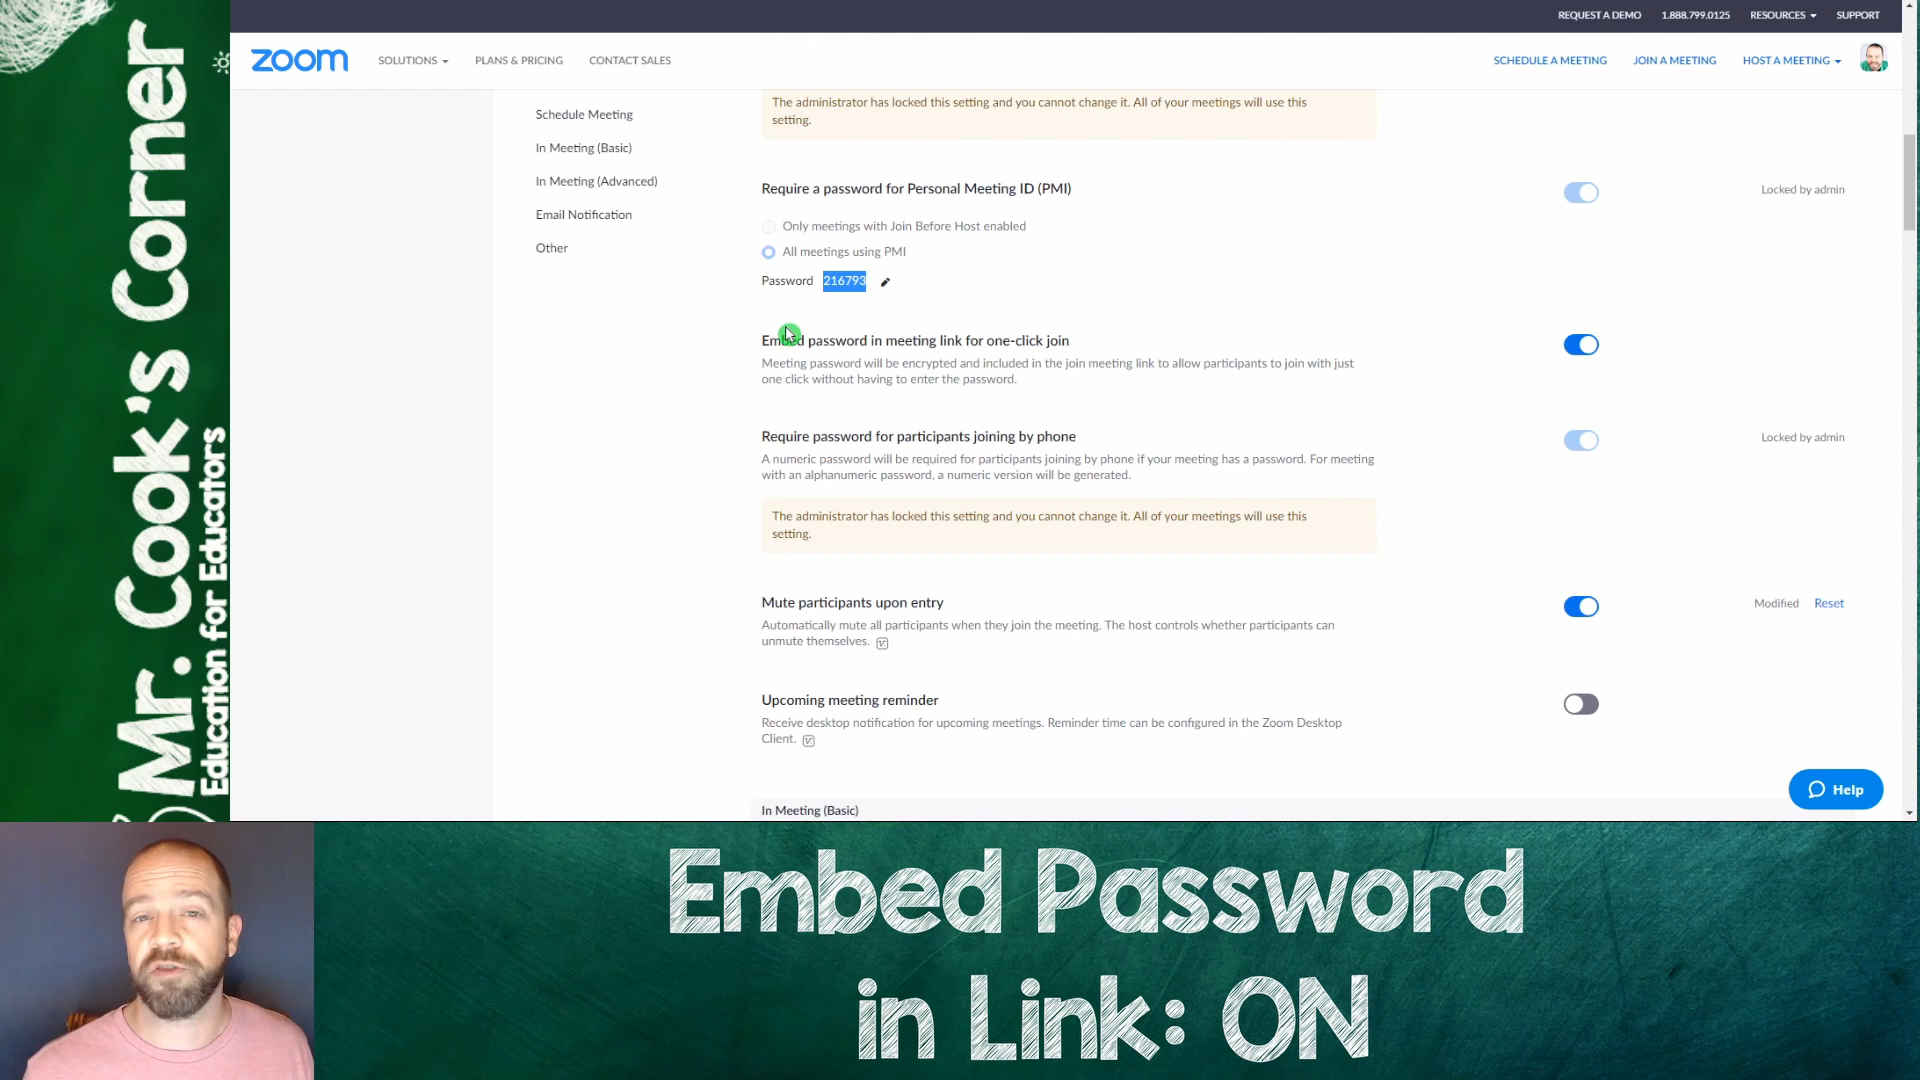 Mr. Cook's Corner
Education for Educators
REQUEST A DEMO 1.888.799.0125 RESOURCES SUPPORT
zoom SOLUTIONS PLANS & PRICING CONTACT SALES SCHEDULE A MEETING JOIN A MEETING HOST A MEETING
Schedule Meeting
In Meeting (Basic)
In Meeting (Advanced)
Email Notification
Other
The administrator has locked this setting and you cannot change it. All of your meetings will use this
setting.
Require a password for Personal Meeting ID (PMI) Locked by admin
Only meetings with Join Before Host enabled
All meetings using PMI
Password 216793
Embed password in meeting link for one-click join
Meeting password will be encrypted and included in the join meeting link to allow participants to join with just
one click without having to enter the password.
Require password for participants joining by phone Locked by admin
A numeric password will be required for participants joining by phone if your meeting has a password. For meeting
with an alphanumeric password, a numeric version will be generated.
The administrator has locked this setting and you cannot change it. All of your meetings will use this
setting.
Mute participants upon entry Modified Reset
Automatically mute all participants when they join the meeting. The host controls whether participants can
unmute themselves.
Upcoming meeting reminder
Receive desktop notification for upcoming meetings. Reminder time can be configured in the Zoom Desktop
Client.
Help
In Meeting (Basic)
Embed Password
in Link: ON